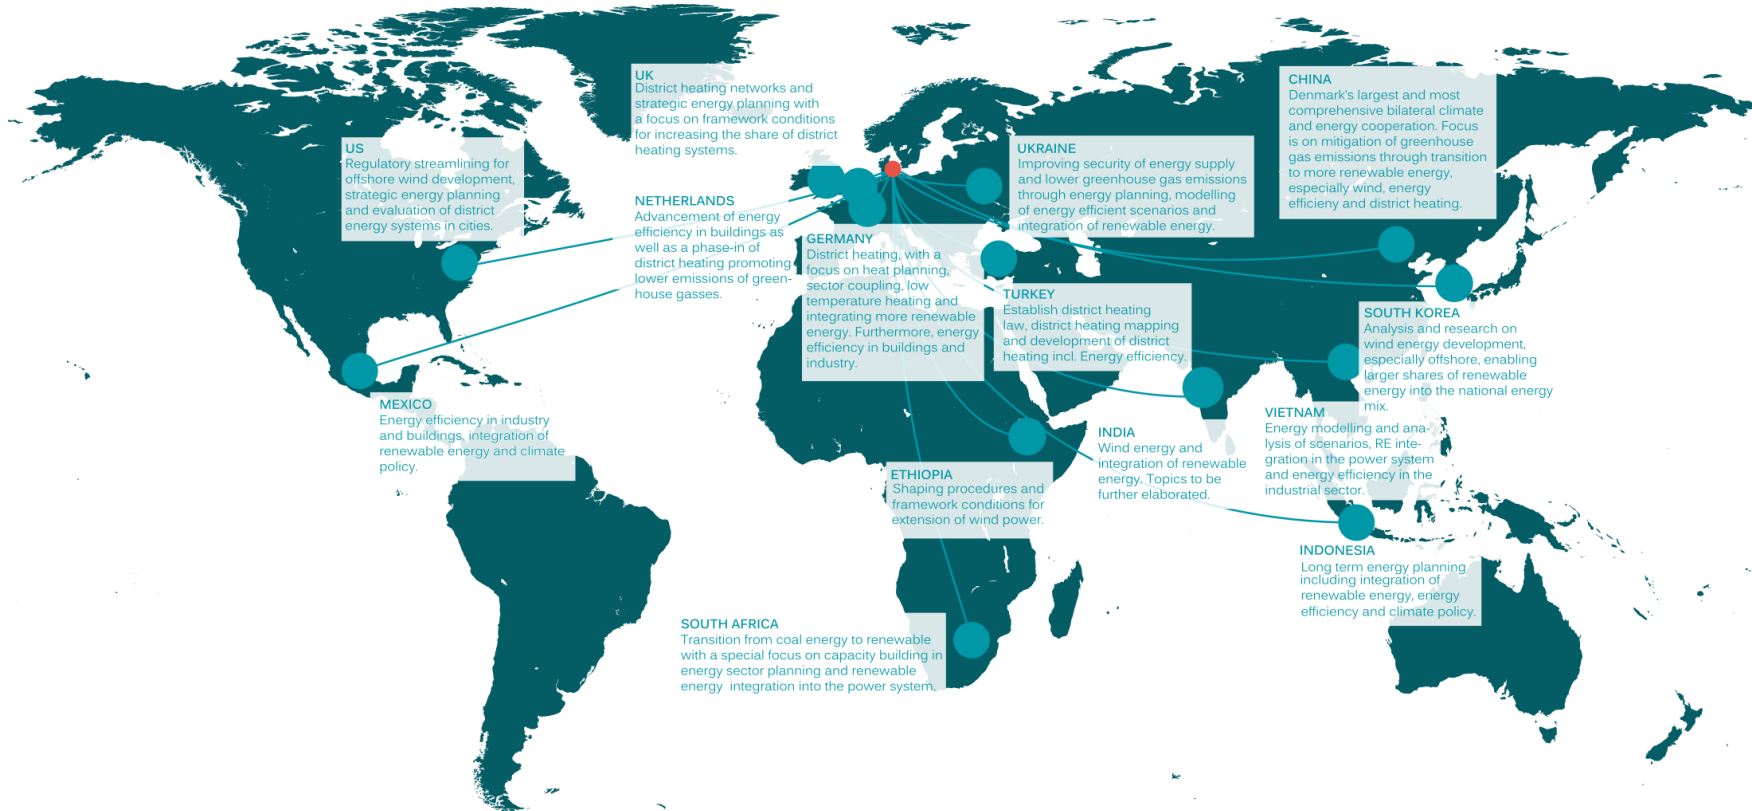 UK
District heating networks and
strategic energy planning with
a focus on framework conditions
for increasing the share of district
heating systems.
CHINA
Denmark's largest and most
comprehensive bilateral climate
and energy cooperation. Focus
is on mitigation of greenhouse
gas emissions through transition
to more renewable energy,
especially wind, energy
efficieny and district heating.
US
Regulatory streamlining for
offshore wind development,
strategic energy planning
and evaluation of district
energy systems in cities.
UKRAINE
Improving security of energy supply
and lower greenhouse gas emissions
through energy planning, modelling
of energy efficient scenarios and
integration of renewable energy.
NETHERLANDS
Advancement of energy
efficiency in buildings as
well as a phase-in of
district heating promoting
lower emissions of green-
house gasses.
GERMANY
District heating, with a
focus on heat planning,
sector coupling, low
temperature heating and
integrating more renewable
energy. Furthermore, energy
efficiency in buildings and
industry.
TURKEY
Establish district heating
law, district heating mapping
and development of district
heating incl. Energy efficiency.
SOUTH KOREA
Analysis and research on
wind energy development,
especially offshore, enabling
larger shares of renewable
energy into the national energy
mix.
MEXICO
Energy efficiency in industry
and buildings, integration of
renewable energy and climate
policy.
VIETNAM
Energy modelling and ana-
lysis of scenarios, RE inte-
gration in the power system
and energy efficiency in the
industrial sector.
INDIA
Wind energy and
integration of renewable
energy. Topics to be
further elaborated.
ETHIOPIA
Shaping procedures and
framework conditions for
extension of wind power.
INDONESIA
Long term energy planning
including integration of
renewable energy, energy
efficiency and climate policy.
SOUTH AFRICA
Transition from coal energy to renewable
with a special focus on capacity building in
energy sector planning and renewable
energy  integration into the power system.